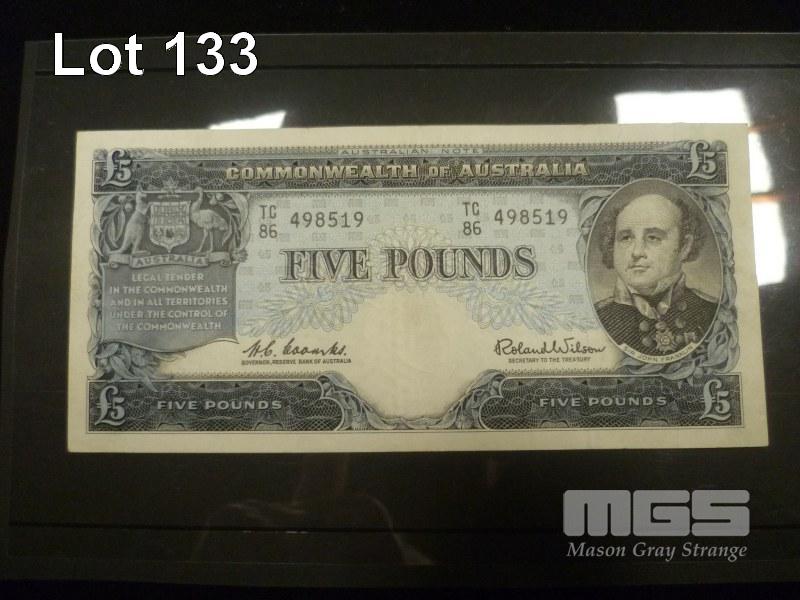 Lot 133
AUSTRALIAN NOTE
£5 COMMONWEALTH OF AUSTRALIA £5
TC 86 498519 TC 86 498519
AUSTRALIA
FIVE POUNDS
LEGAL TENDER
IN THE COMMONWEALTH
AND IN ALL TERRITORIES
UNDER THE CONTROL OF
THE COMMONWEALTH
H.C. Coombs.
GOVERNOR, RESERVE BANK OF AUSTRALIA
Roland Wilson
SECRETARY TO THE TREASURY
SIR JOHN FRANKLIN
£5 FIVE POUNDS FIVE POUNDS £5
MGS
Mason Gray Strange